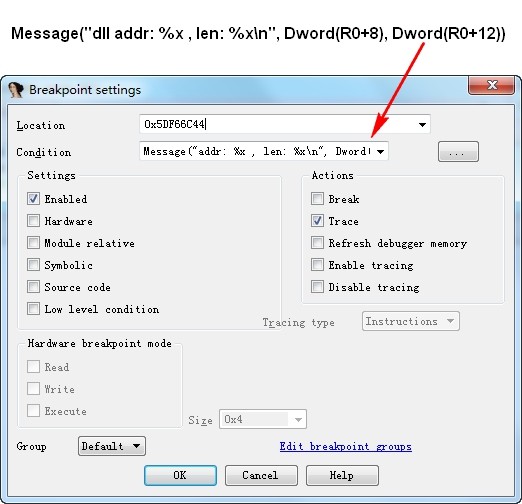 Message("dll addr: %x , len: %x\n", Dword(R0+8), Dword(R0+12))
Breakpoint settings
Location 0x5DF66C44
Condition Message("addr: %x , len: %x\n", Dword( ...
Settings
Enabled
Hardware
Module relative
Symbolic
Source code
Low level condition
Actions
Break
Trace
Refresh debugger memory
Enable tracing
Disable tracing
Tracing type Instructions
Hardware breakpoint mode
Read
Write
Execute
Size 0x4
Group Default Edit breakpoint groups
OK Cancel Help